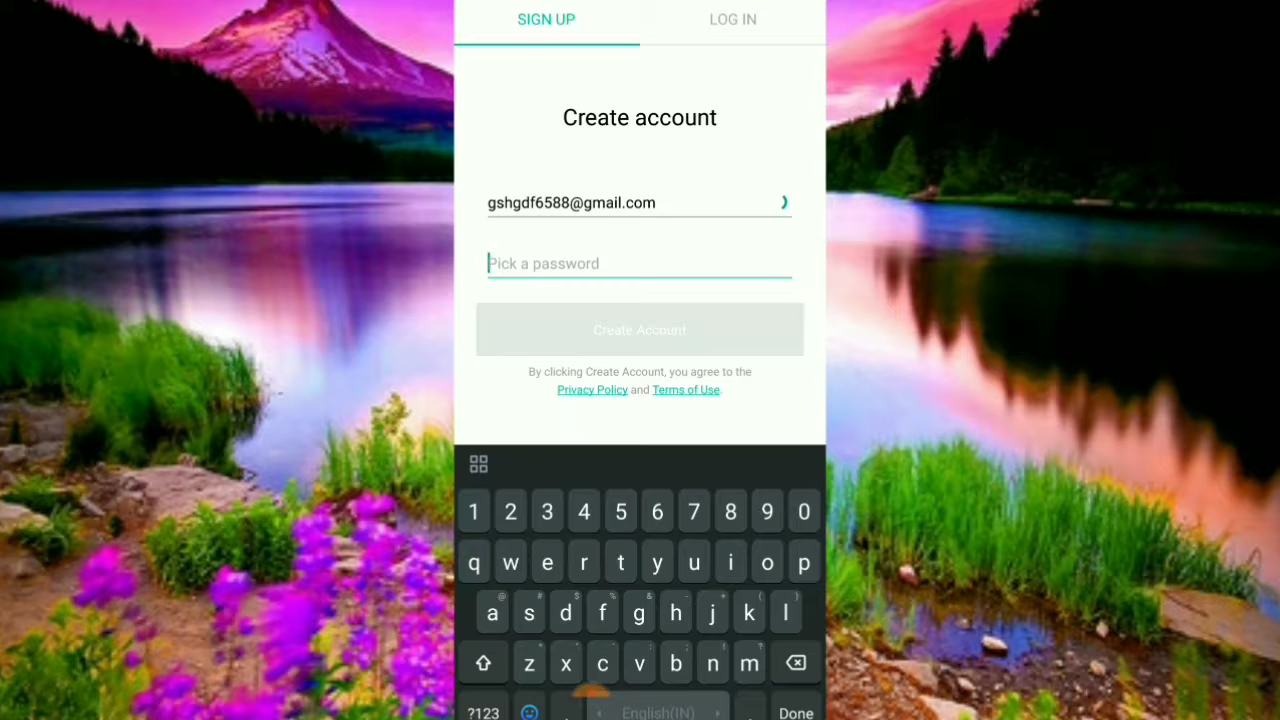 SIGN UP LOG IN
Create account
gshgdf6588@gmail.com
Pick a password
Create Account
By clicking Create Account, you agree to the
Privacy Policy and Terms of Use.
1 2 3 4 5 6 7 8 9 0
q w e r t y u i o p
@ # $ % & - + ( )
a s d f g h j k l
z x c v b n m
?123 English(IN) Done